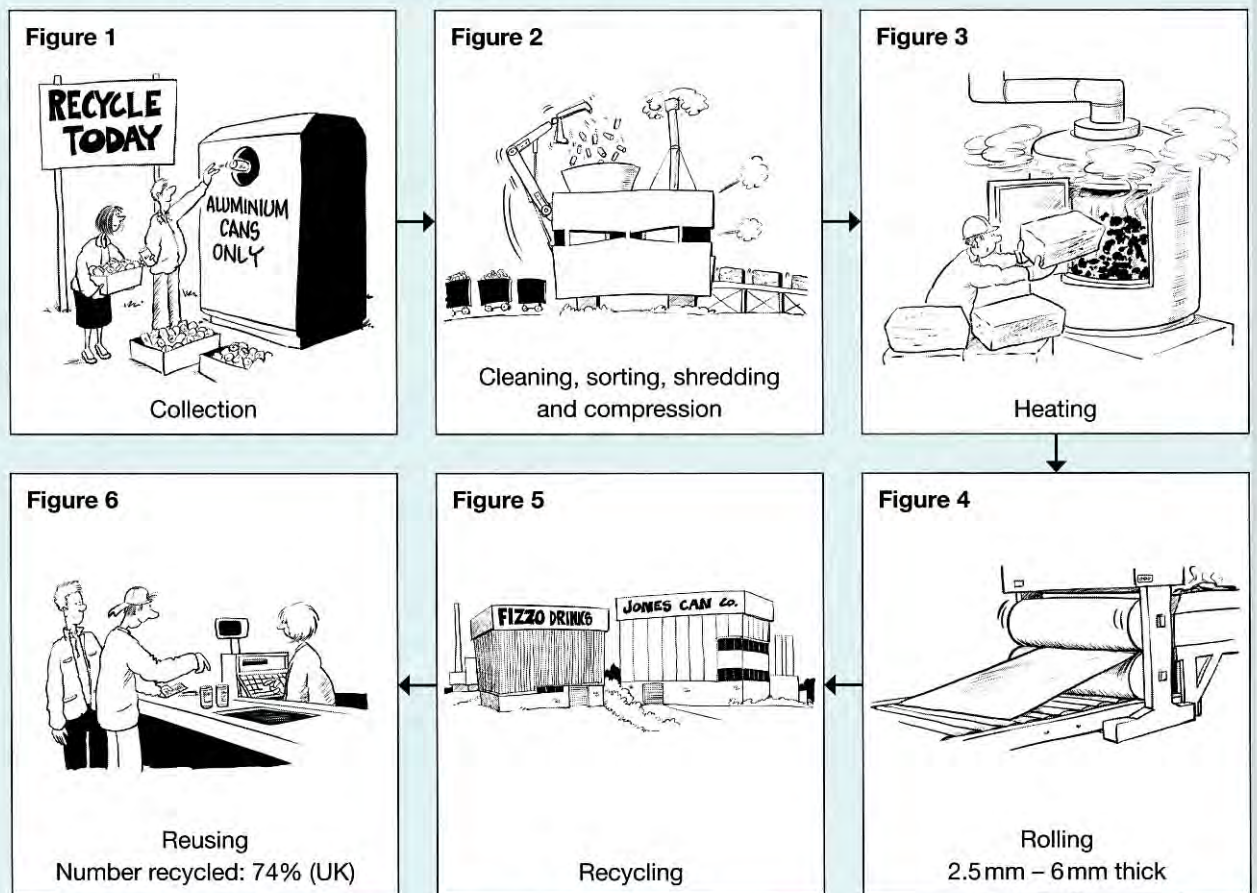 Figure 1
RECYCLE
TODAY
ALUMINIUM
CANS
ONLY
Collection
Figure 2
Cleaning, sorting, shredding
and compression
Figure 3
Heating
Figure 4
Rolling
2.5 mm – 6 mm thick
Figure 5
FIZZO DRINKS
JONES CAN Co.
Recycling
Figure 6
Reusing
Number recycled: 74% (UK)